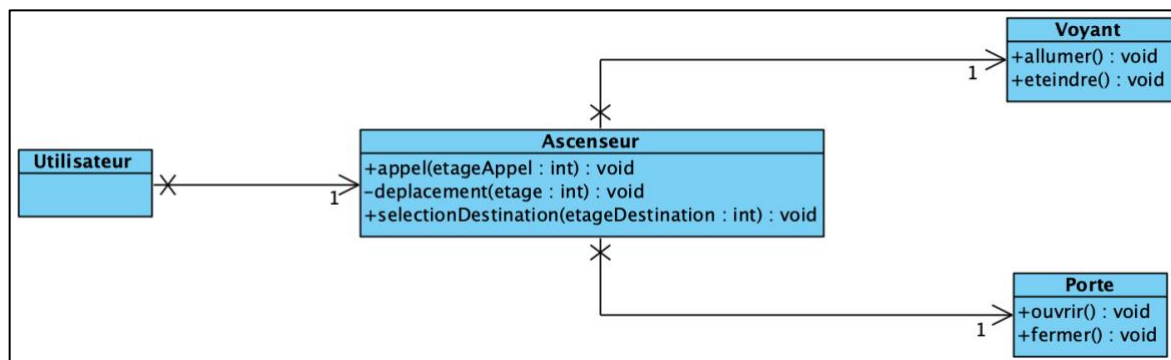 Voyant
+allumer() : void
+eteindre() : void
1
Utilisateur
1
Ascenseur
+appel(etageAppel : int) : void
-deplacement(etage : int) : void
+selectionDestination(etageDestination : int) : void
Porte
+ouvrir() : void
+fermer() : void
1